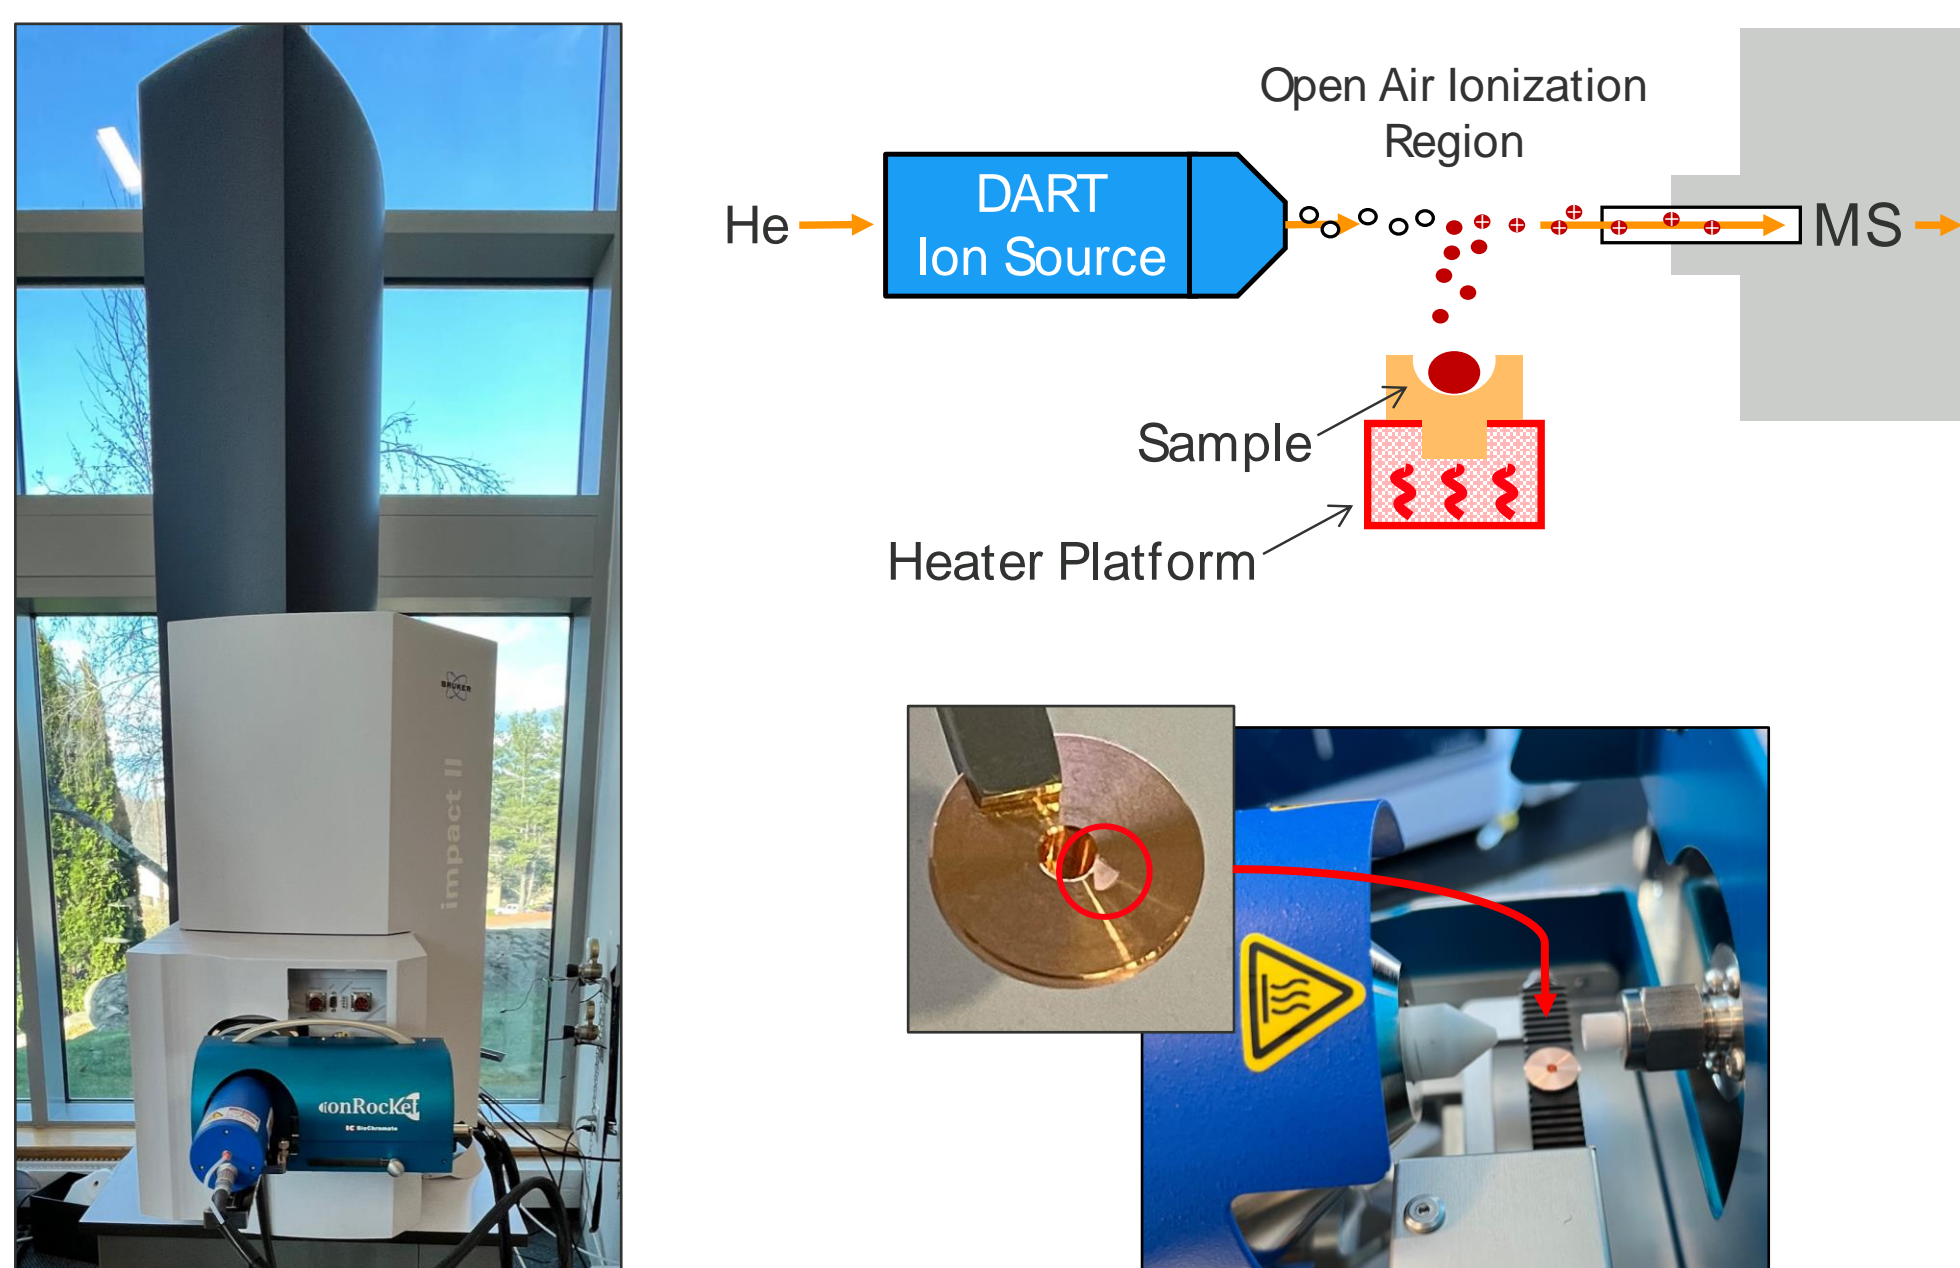 Open Air Ionization
Region
He
DART
Ion Source
MS
Sample
Heater Platform
BRUKER
impact II
ionRocket
BioChromato